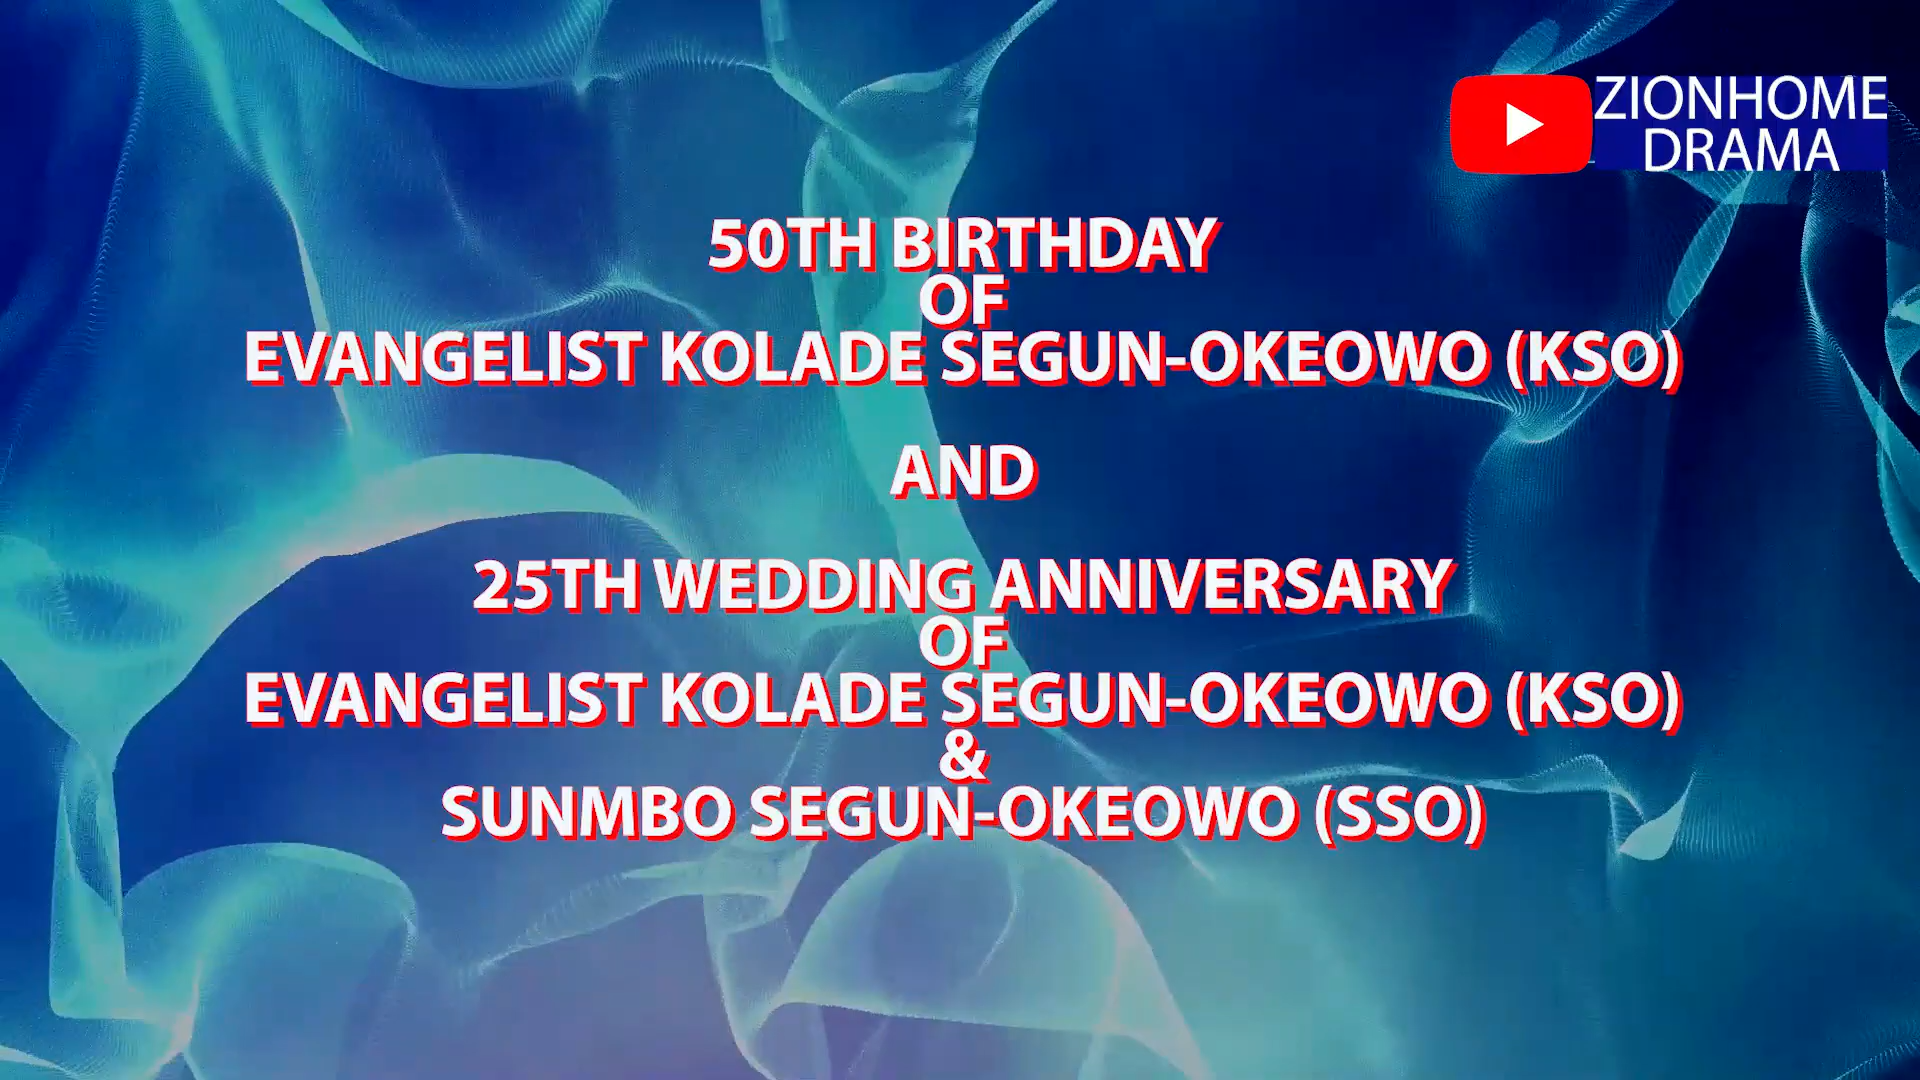 ZIONHOME
DRAMA
50TH BIRTHDAY
OF
EVANGELIST KOLADE SEGUN-OKEOWO (KSO)
AND
25TH WEDDING ANNIVERSARY
OF
EVANGELIST KOLADE SEGUN-OKEOWO (KSO)
&
SUNMBO SEGUN-OKEOWO (SSO)